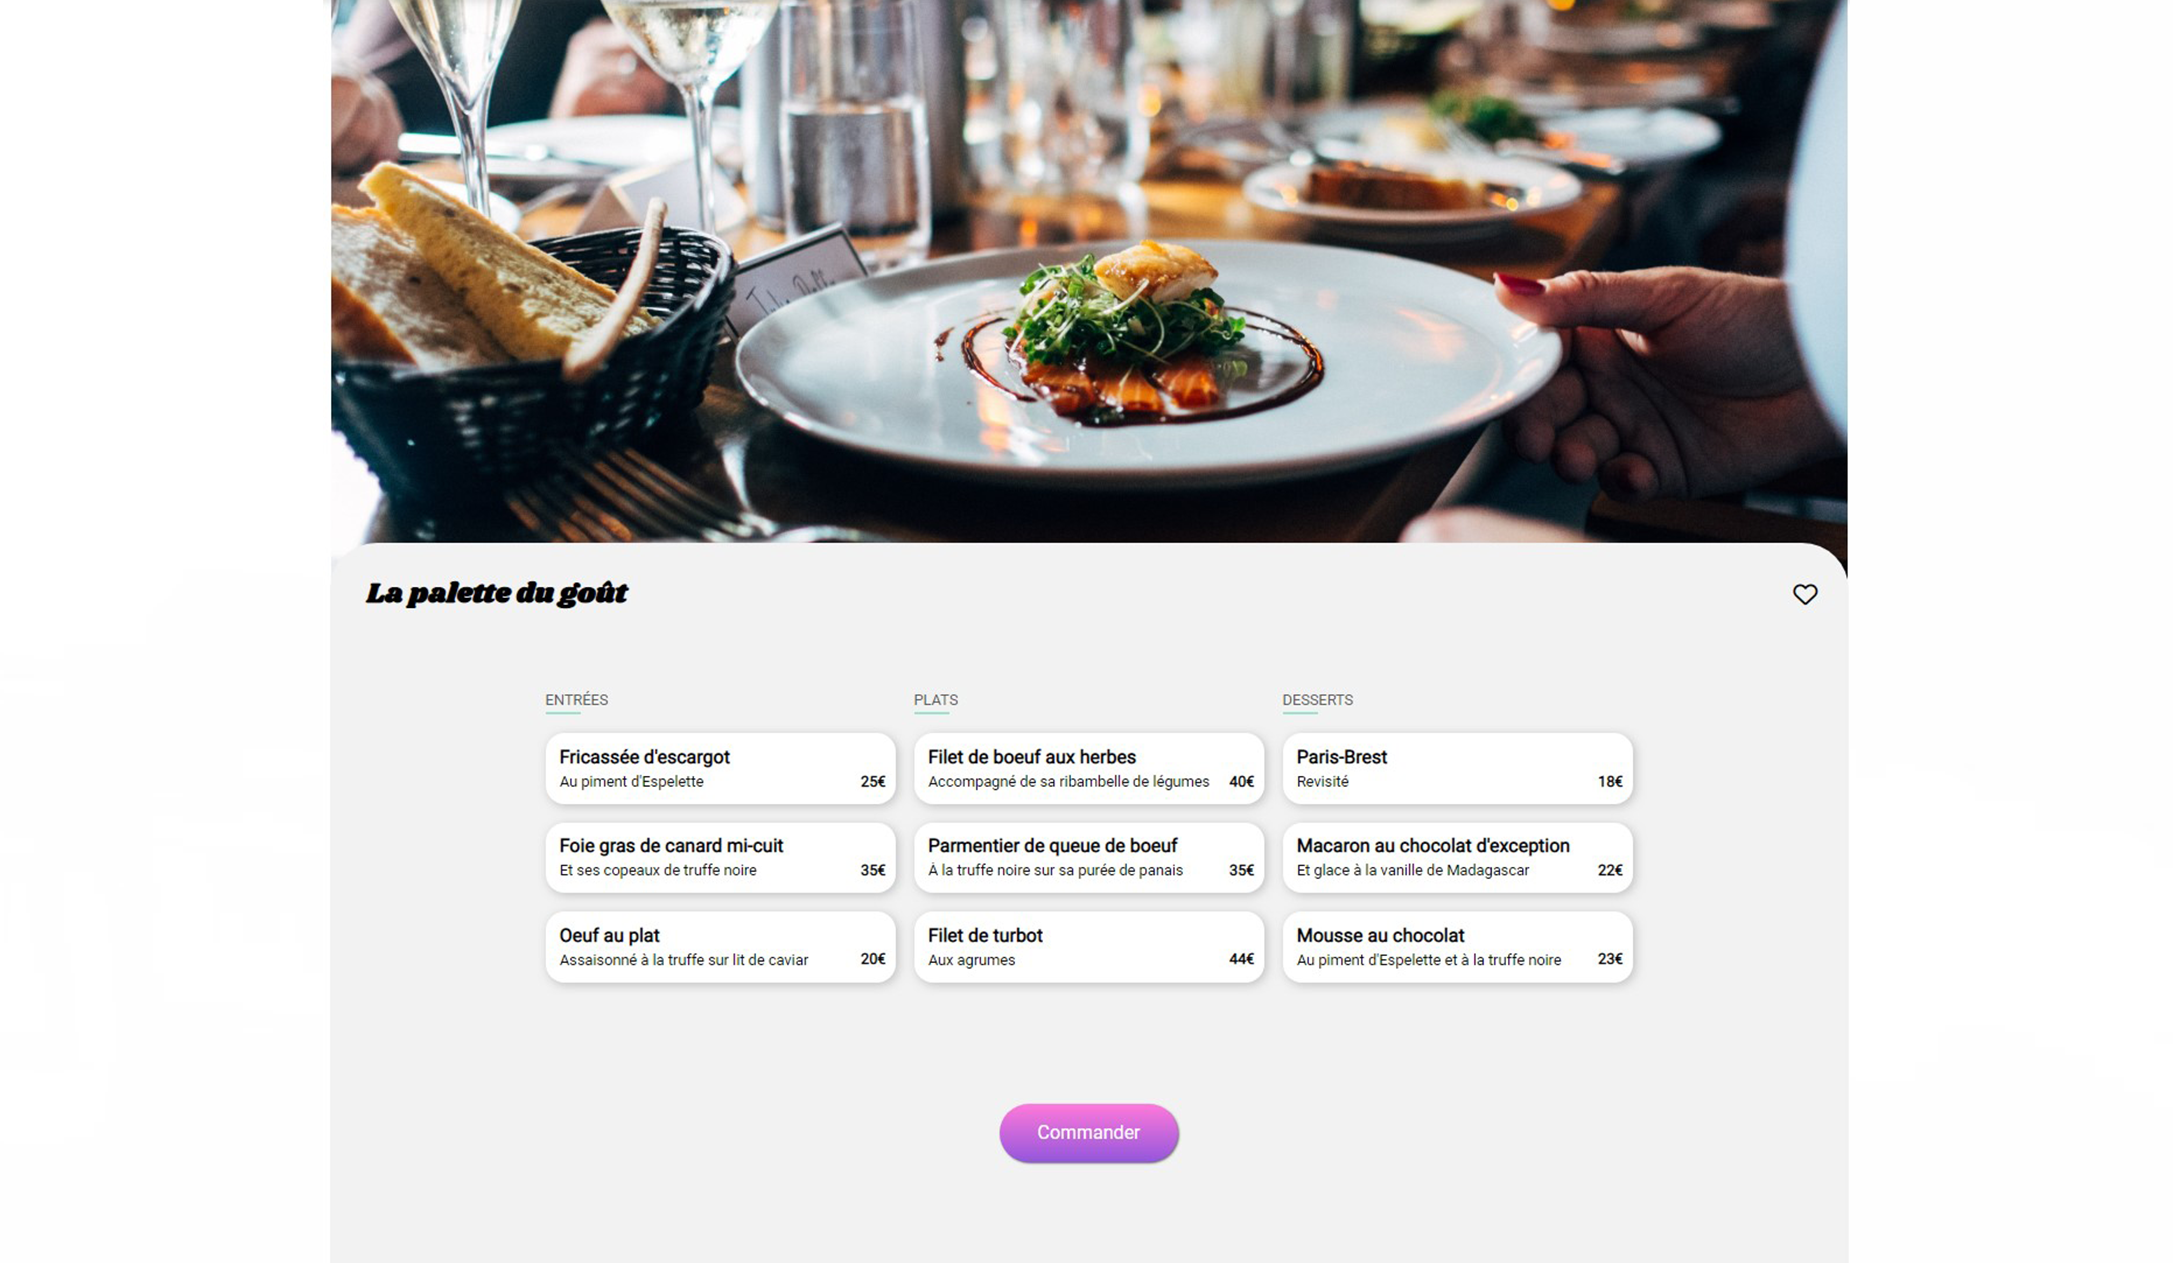 La palette du goût
ENTRÉES
Fricassée d'escargot
Au piment d'Espelette
25€
Foie gras de canard mi-cuit
Et ses copeaux de truffe noire
35€
Oeuf au plat
Assaisonné à la truffe sur lit de caviar
20€
PLATS
Filet de boeuf aux herbes
Accompagné de sa ribambelle de légumes
40€
Parmentier de queue de boeuf
À la truffe noire sur sa purée de panais
35€
Filet de turbot
Aux agrumes
44€
DESSERTS
Paris-Brest
Revisité
18€
Macaron au chocolat d'exception
Et glace à la vanille de Madagascar
22€
Mousse au chocolat
Au piment d'Espelette et à la truffe noire
23€
Commander